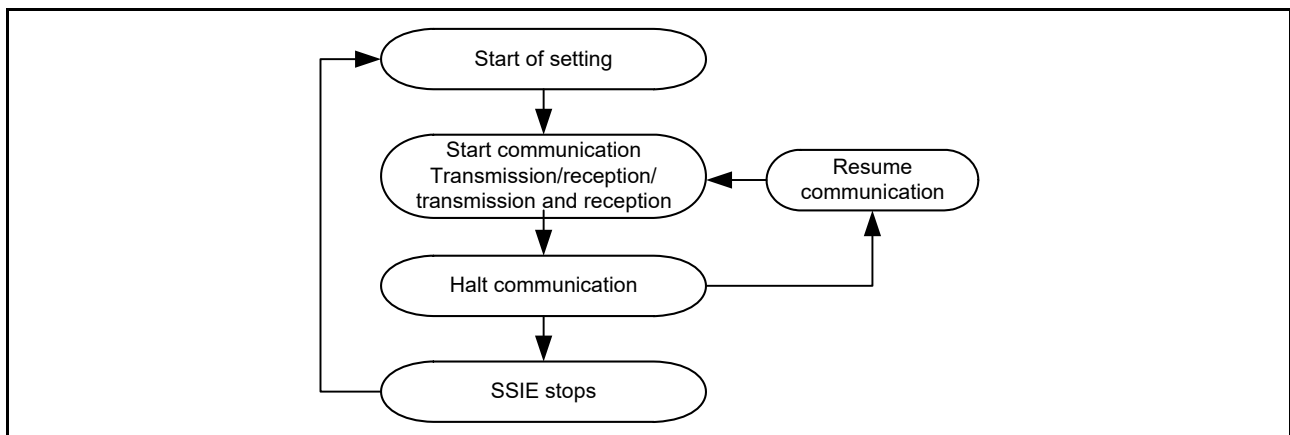 Start of setting
Start communication
Transmission/reception/
transmission and reception
Resume
communication
Halt communication
SSIE stops